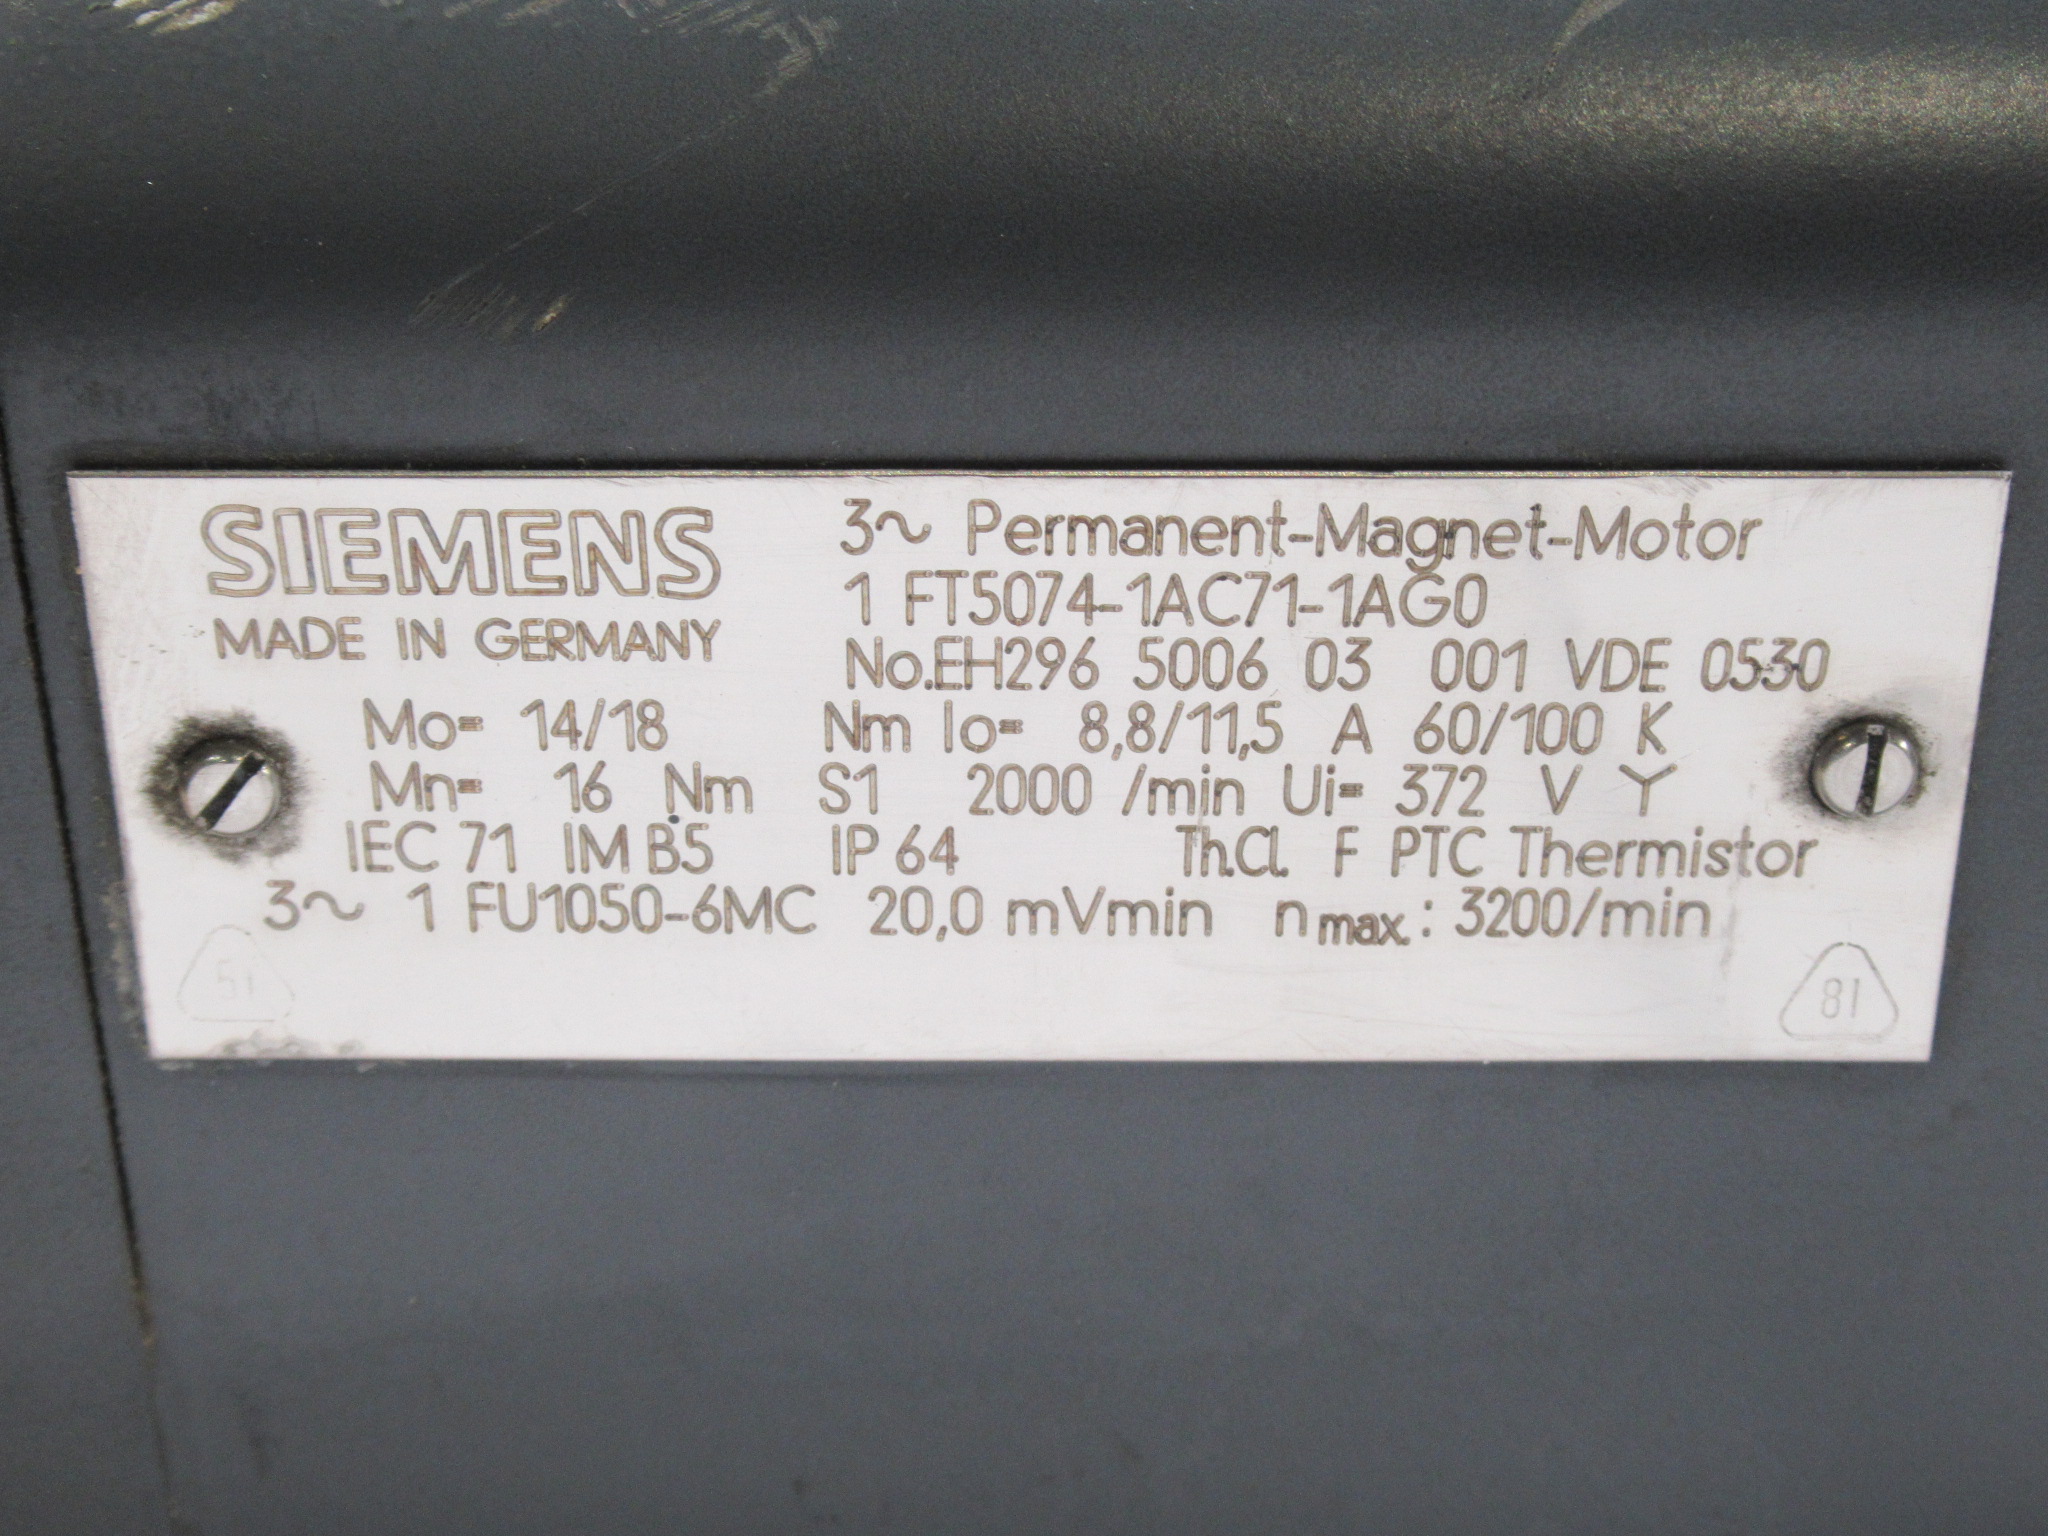 SIEMENS
MADE IN GERMANY
3~ Permanent-Magnet-Motor
1 FT5074-1AC71-1AG0
No.EH296 5006 03 001 VDE 0530
Mo= 14/18 Nm Io= 8,8/11,5 A 60/100 K
Mn= 16 Nm S1 2000 /min Ui= 372 V Y
IEC 71 IM B5 IP 64 Th.Cl. F PTC Thermistor
3~ 1 FU1050-6MC 20,0 mVmin n max.: 3200/min
51
81